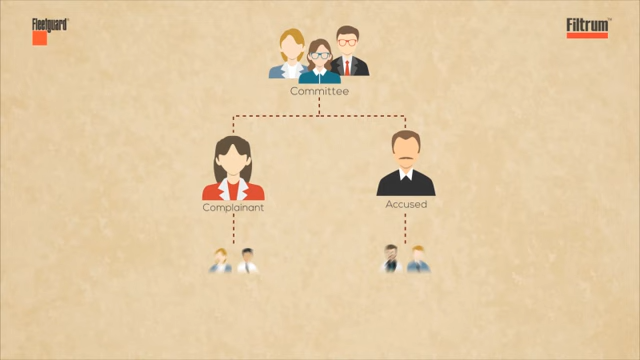 Fleetguard
Filtrum
Committee
Complainant
Accused